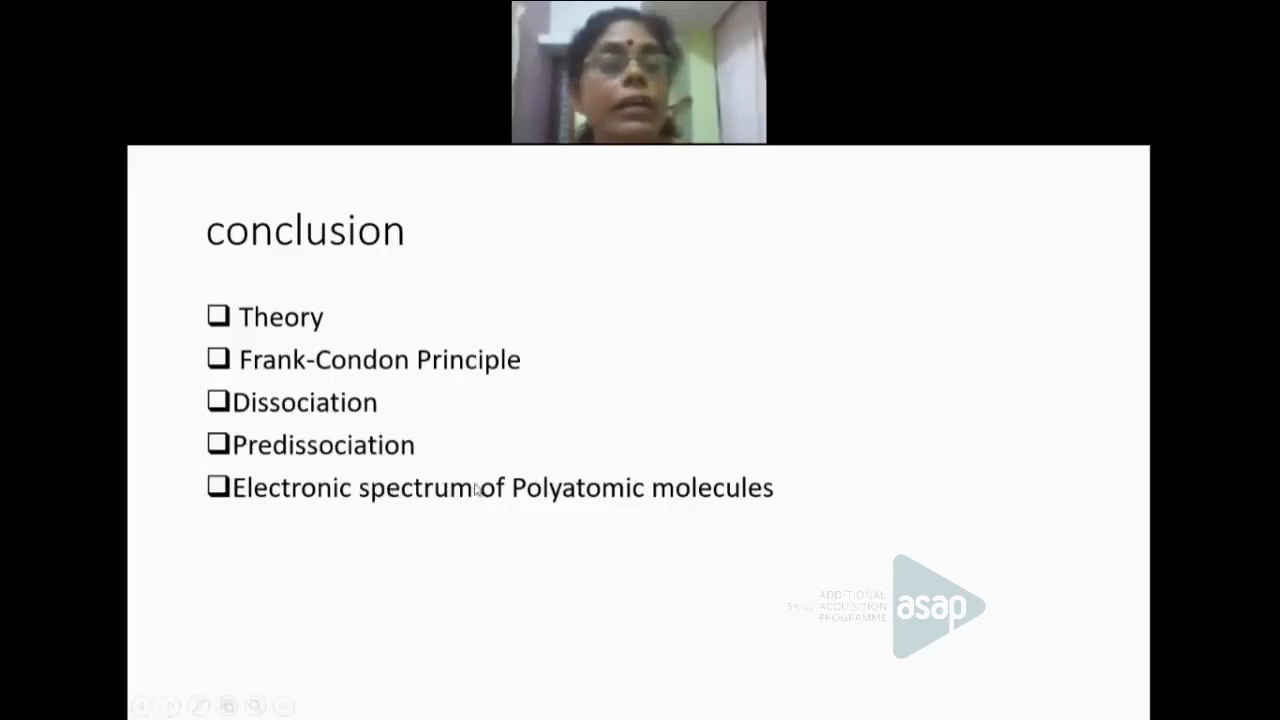 conclusion
Theory
Frank-Condon Principle
Dissociation
Predissociation
Electronic spectrum of Polyatomic molecules
ADDITIONAL
SKILL ACQUISITION
PROGRAMME
asap